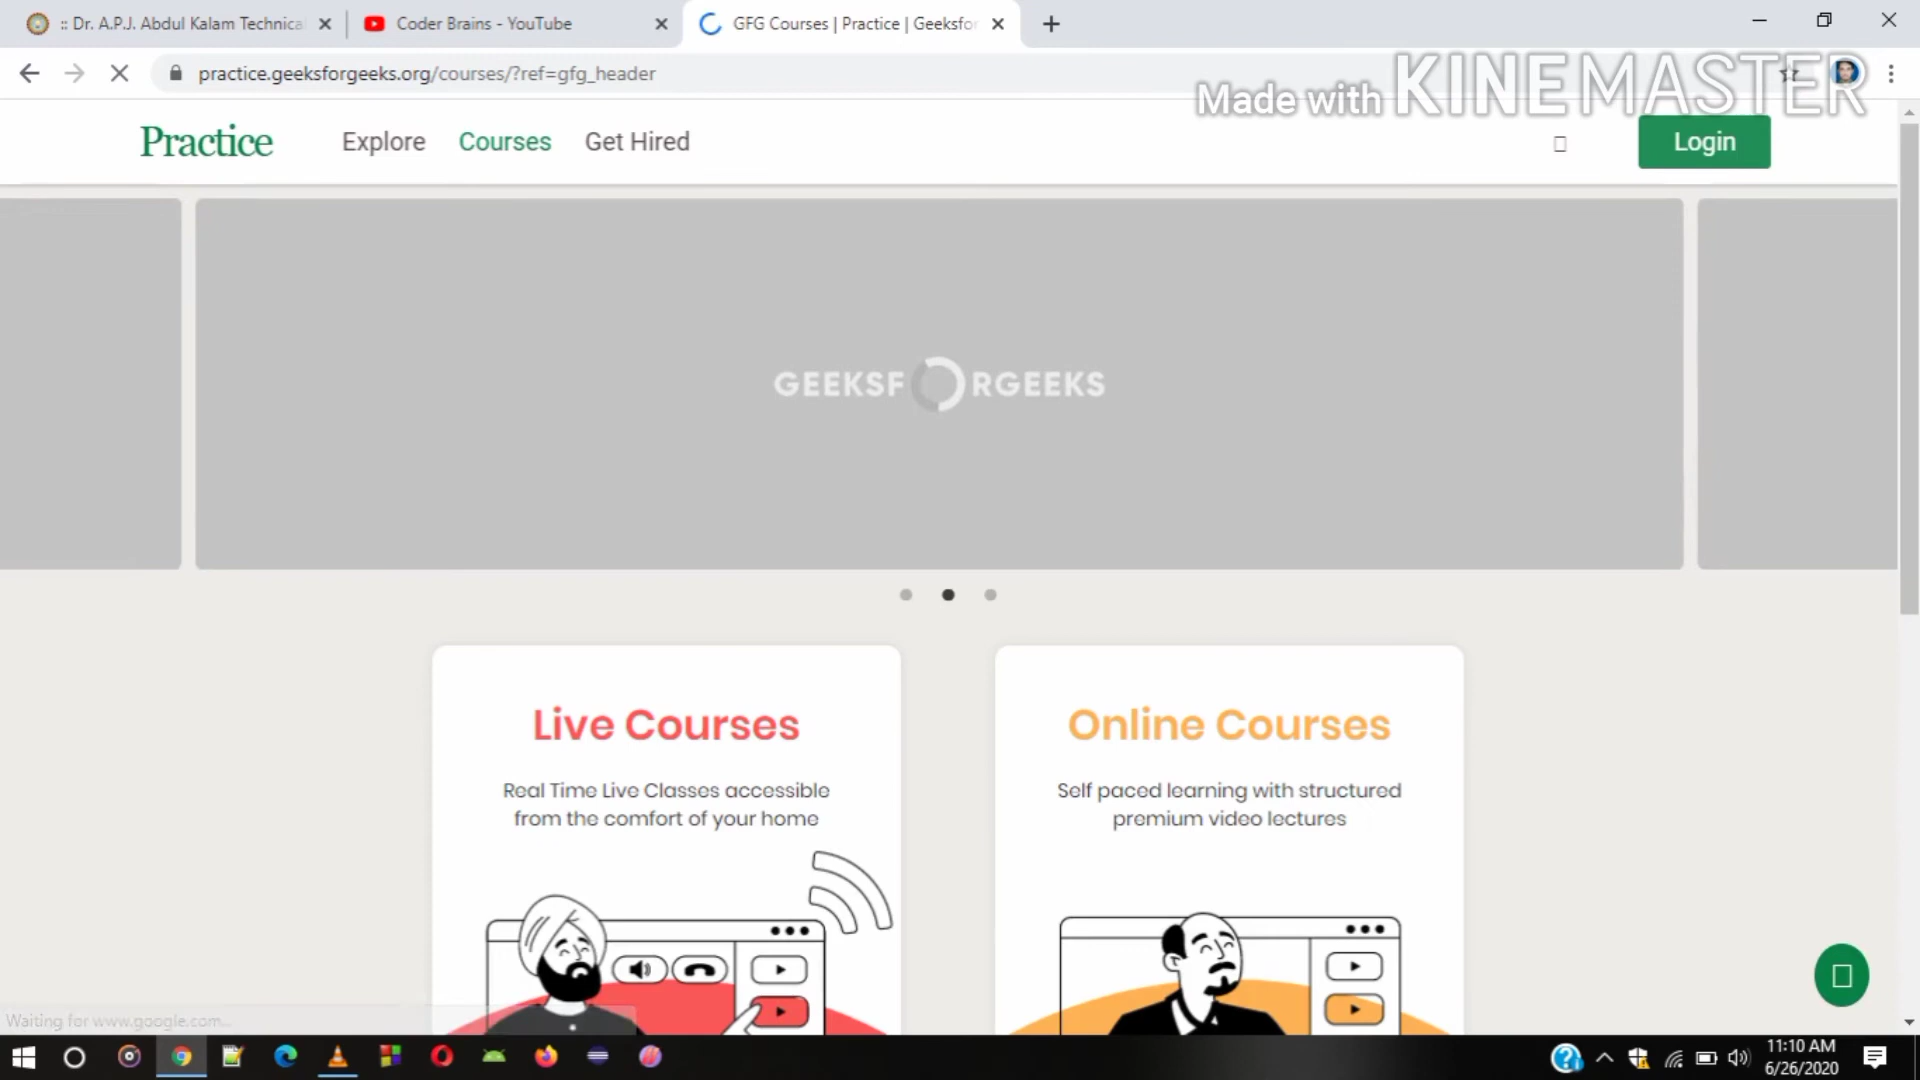 :: Dr. A.P.J. Abdul Kalam Technica
Coder Brains - YouTube
GFG Courses | Practice | Geeksfor
practice.geeksforgeeks.org/courses/?ref=gfg_header
Made with KINEMASTER
Practice
Explore
Courses
Get Hired
Login
GEEKSFORGEEKS
Live Courses
Real Time Live Classes accessible
from the comfort of your home
Online Courses
Self paced learning with structured
premium video lectures
Waiting for www.google.com...
11:10 AM
6/26/2020